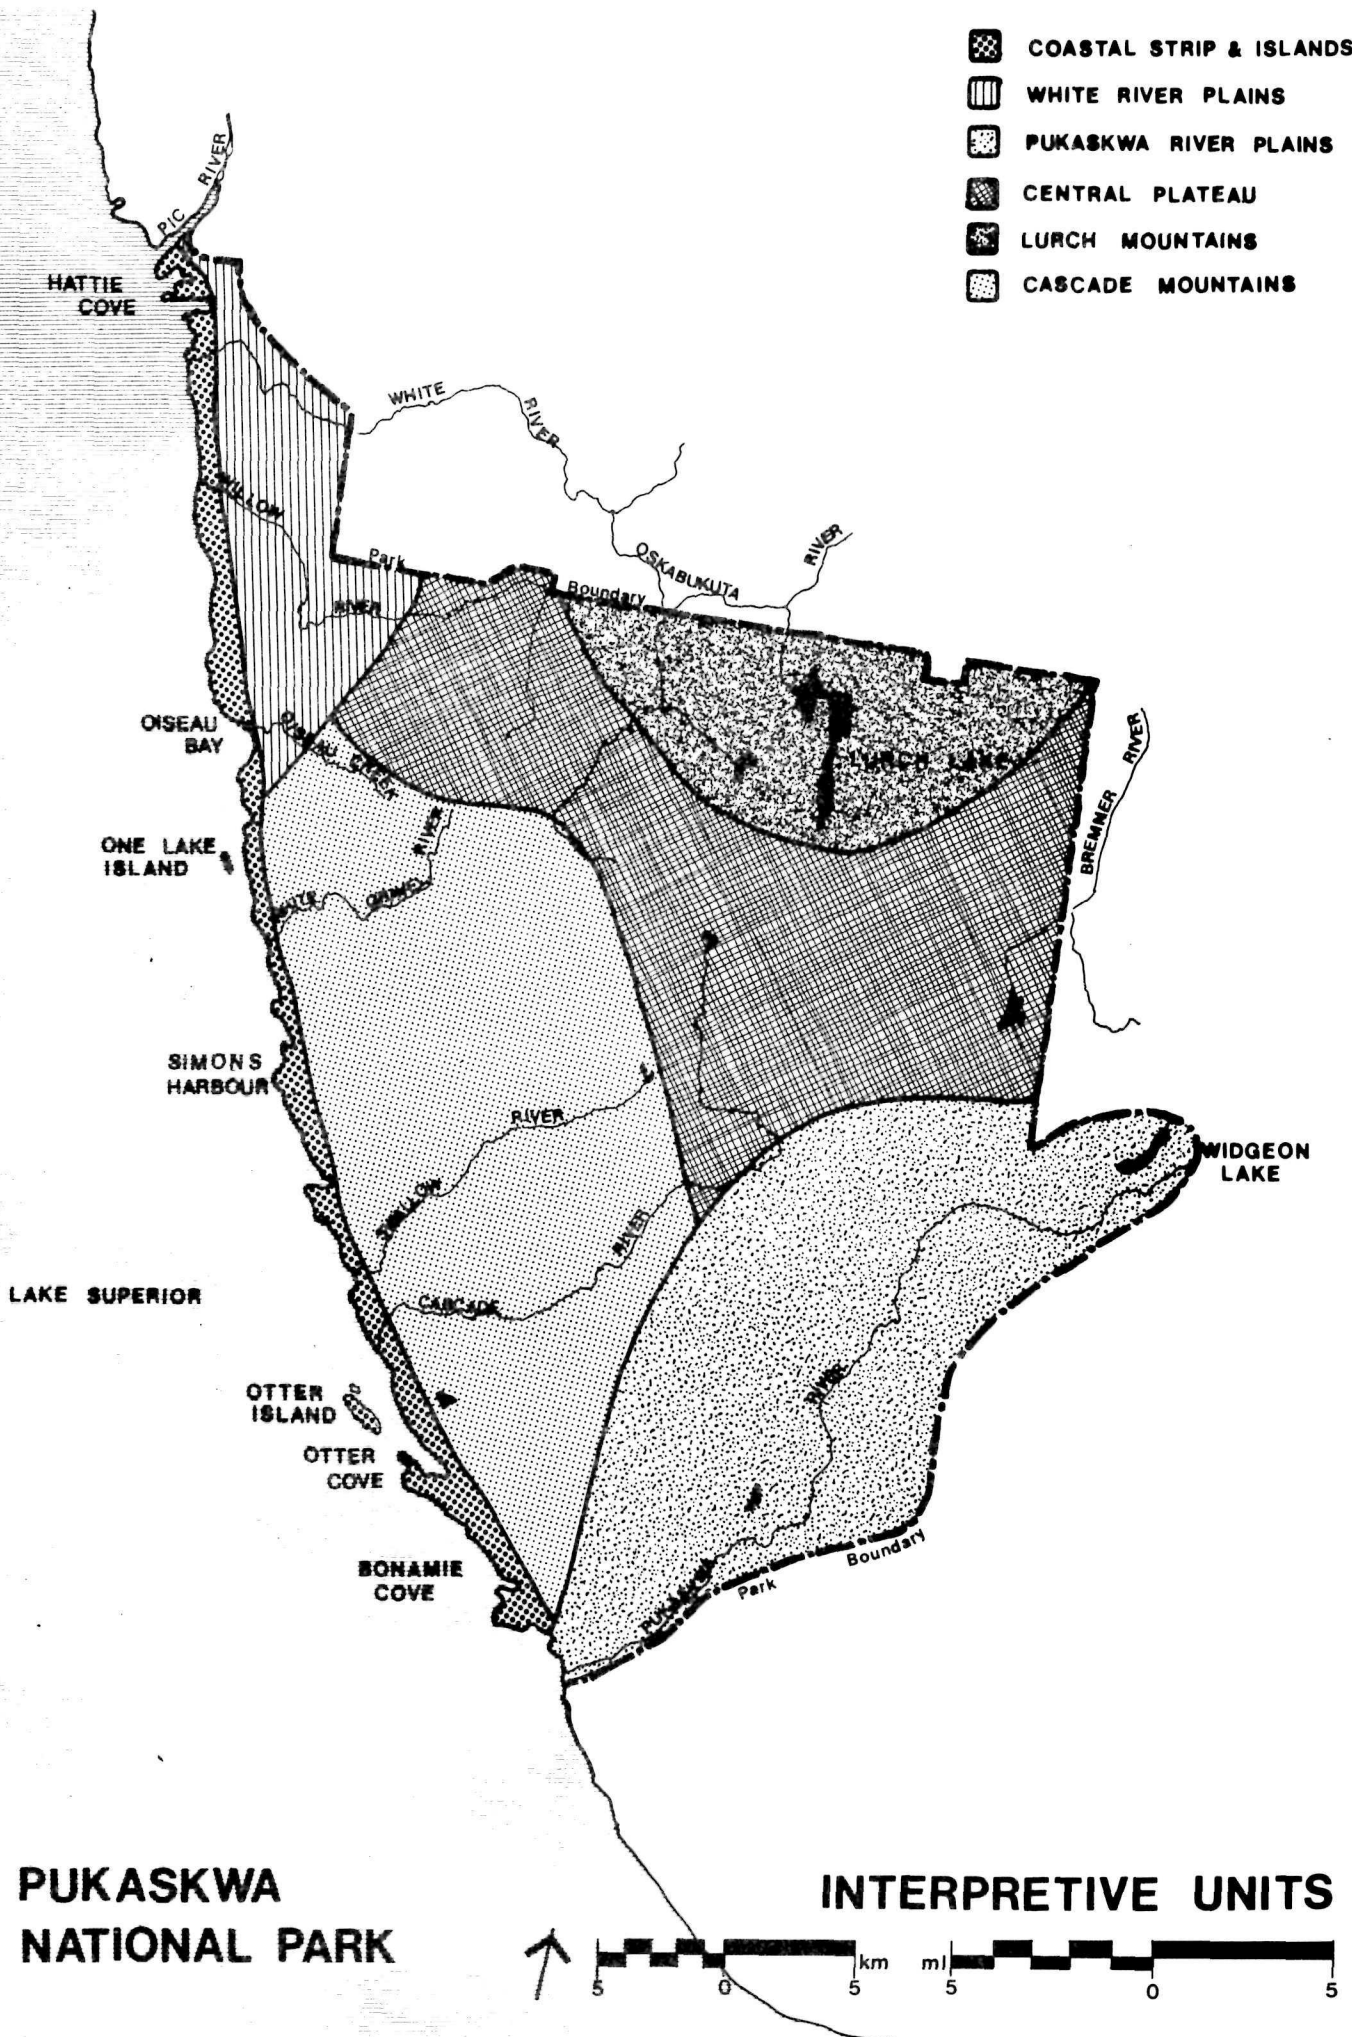 COASTAL STRIP & ISLANDS
WHITE RIVER PLAINS
PUKASKWA RIVER PLAINS
CENTRAL PLATEAU
LURCH MOUNTAINS
CASCADE MOUNTAINS
PIC RIVER
HATTIE
COVE
WHITE RIVER
WILLOW RIVER
Park Boundary
OSKABUKUTA RIVER
OISEAU
BAY
OISEAU CREEK
LURCH LAKE
BREMNER RIVER
ONE LAKE
ISLAND
WHITE GRAVEL RIVER
SIMONS
HARBOUR
SWALLOW RIVER
WIDGEON
LAKE
CASCADE RIVER
LAKE SUPERIOR
OTTER
ISLAND
OTTER
COVE
BONAMIE
COVE
PUKASKWA RIVER
Park Boundary
PUKASKWA
NATIONAL PARK
INTERPRETIVE UNITS
5 0 5 km
ml 5 0 5